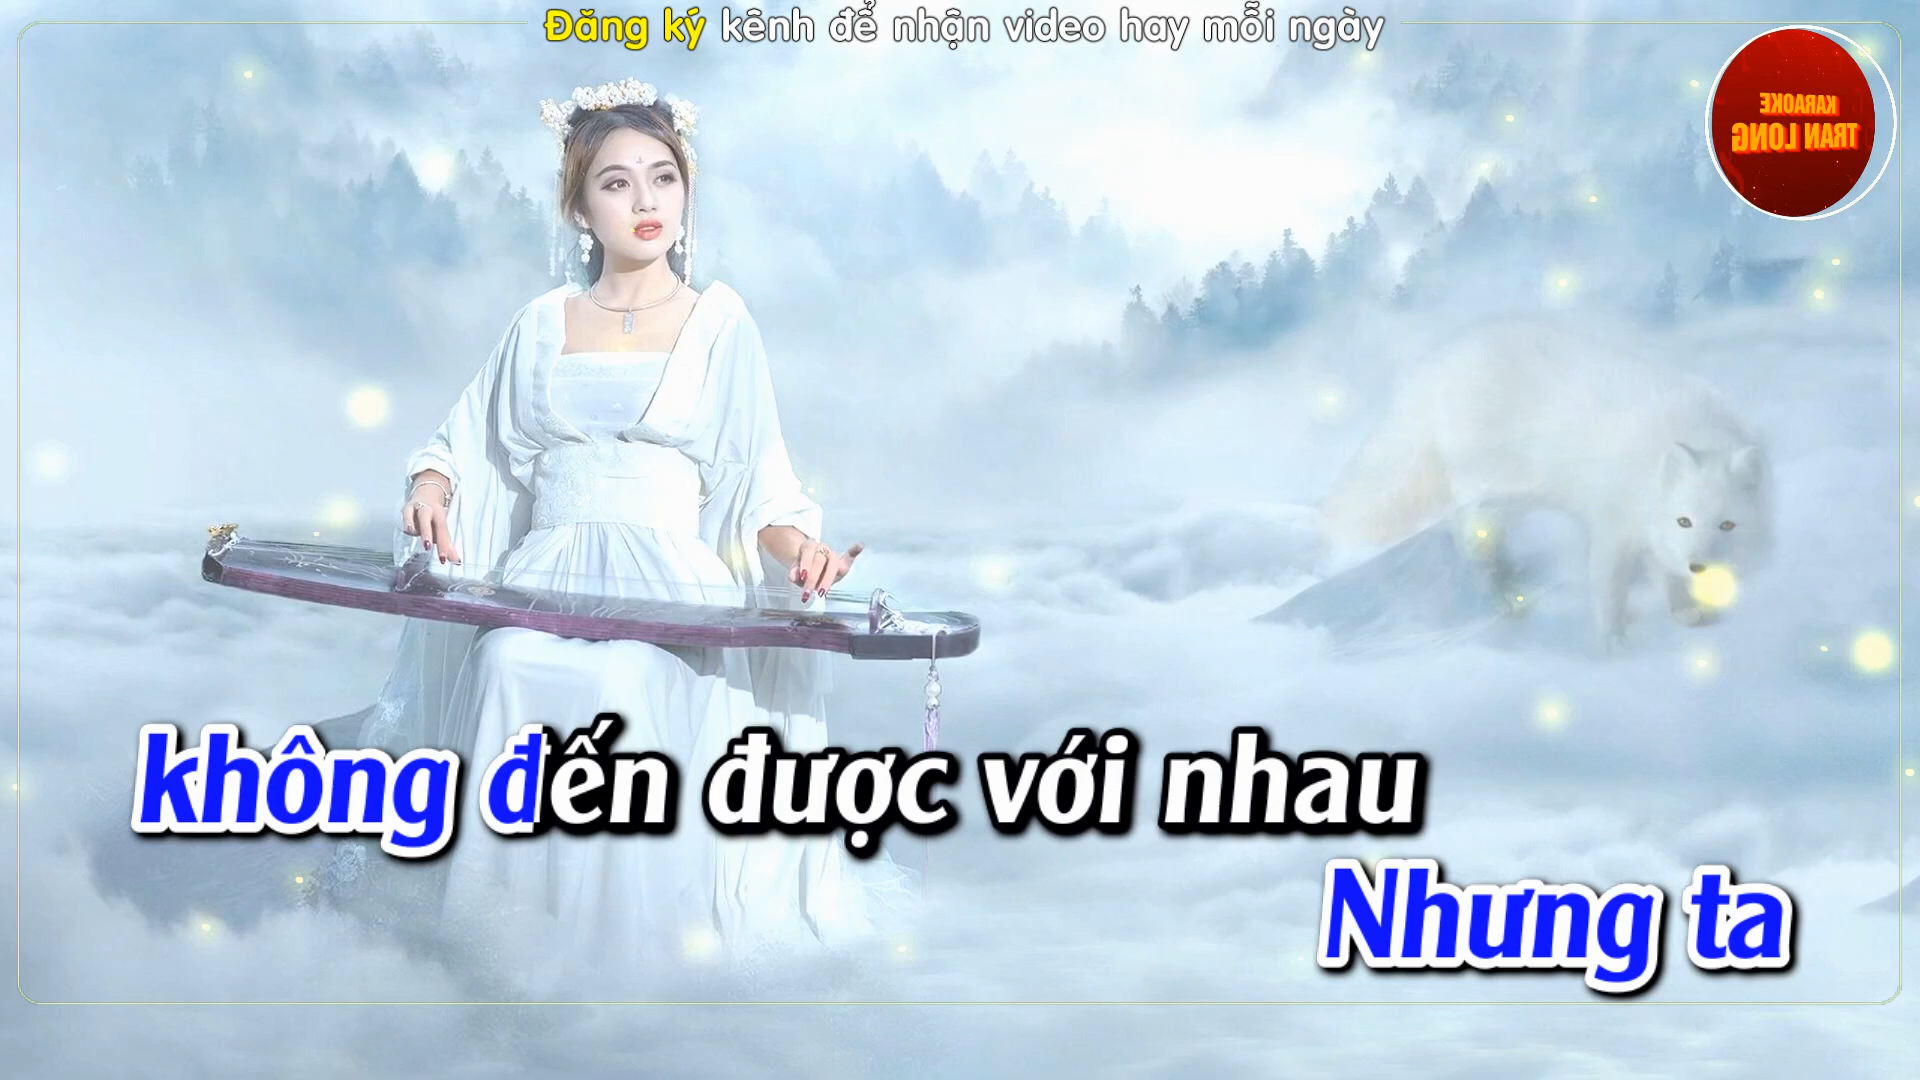 Đăng ký kênh để nhận video hay mỗi ngày
KARAOKE
TRAN LONG
không đến được với nhau
Nhưng ta